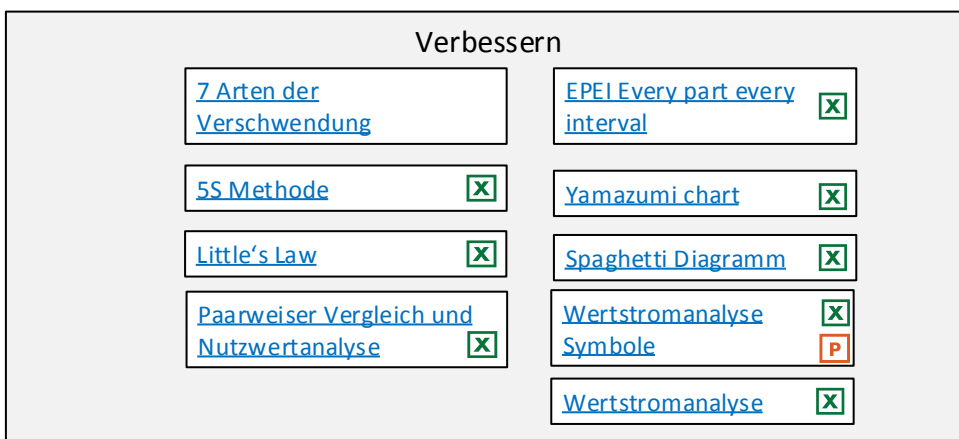 Verbessern
7 Arten der
Verschwendung
5S Methode X
Little‘s Law X
Paarweiser Vergleich und
Nutzwertanalyse X
EPEI Every part every
interval X
Yamazumi chart X
Spaghetti Diagramm X
Wertstromanalyse X
Symbole P
Wertstromanalyse X